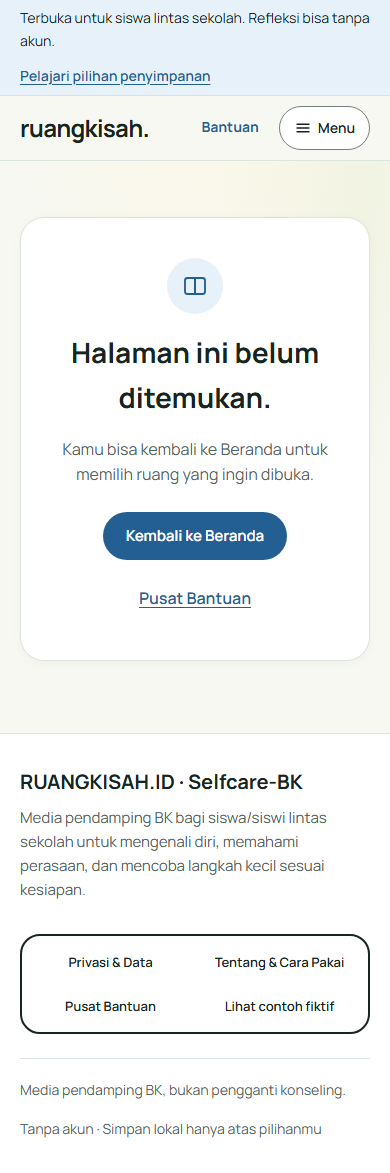 Terbuka untuk siswa lintas sekolah. Refleksi bisa tanpa
akun.
Pelajari pilihan penyimpanan
ruangkisah.
Bantuan
Menu
Halaman ini belum
ditemukan.
Kamu bisa kembali ke Beranda untuk
memilih ruang yang ingin dibuka.
Kembali ke Beranda
Pusat Bantuan
RUANGKISAH.ID · Selfcare-BK
Media pendamping BK bagi siswa/siswi lintas
sekolah untuk mengenali diri, memahami
perasaan, dan mencoba langkah kecil sesuai
kesiapan.
Privasi & Data
Tentang & Cara Pakai
Pusat Bantuan
Lihat contoh fiktif
Media pendamping BK, bukan pengganti konseling.
Tanpa akun · Simpan lokal hanya atas pilihanmu